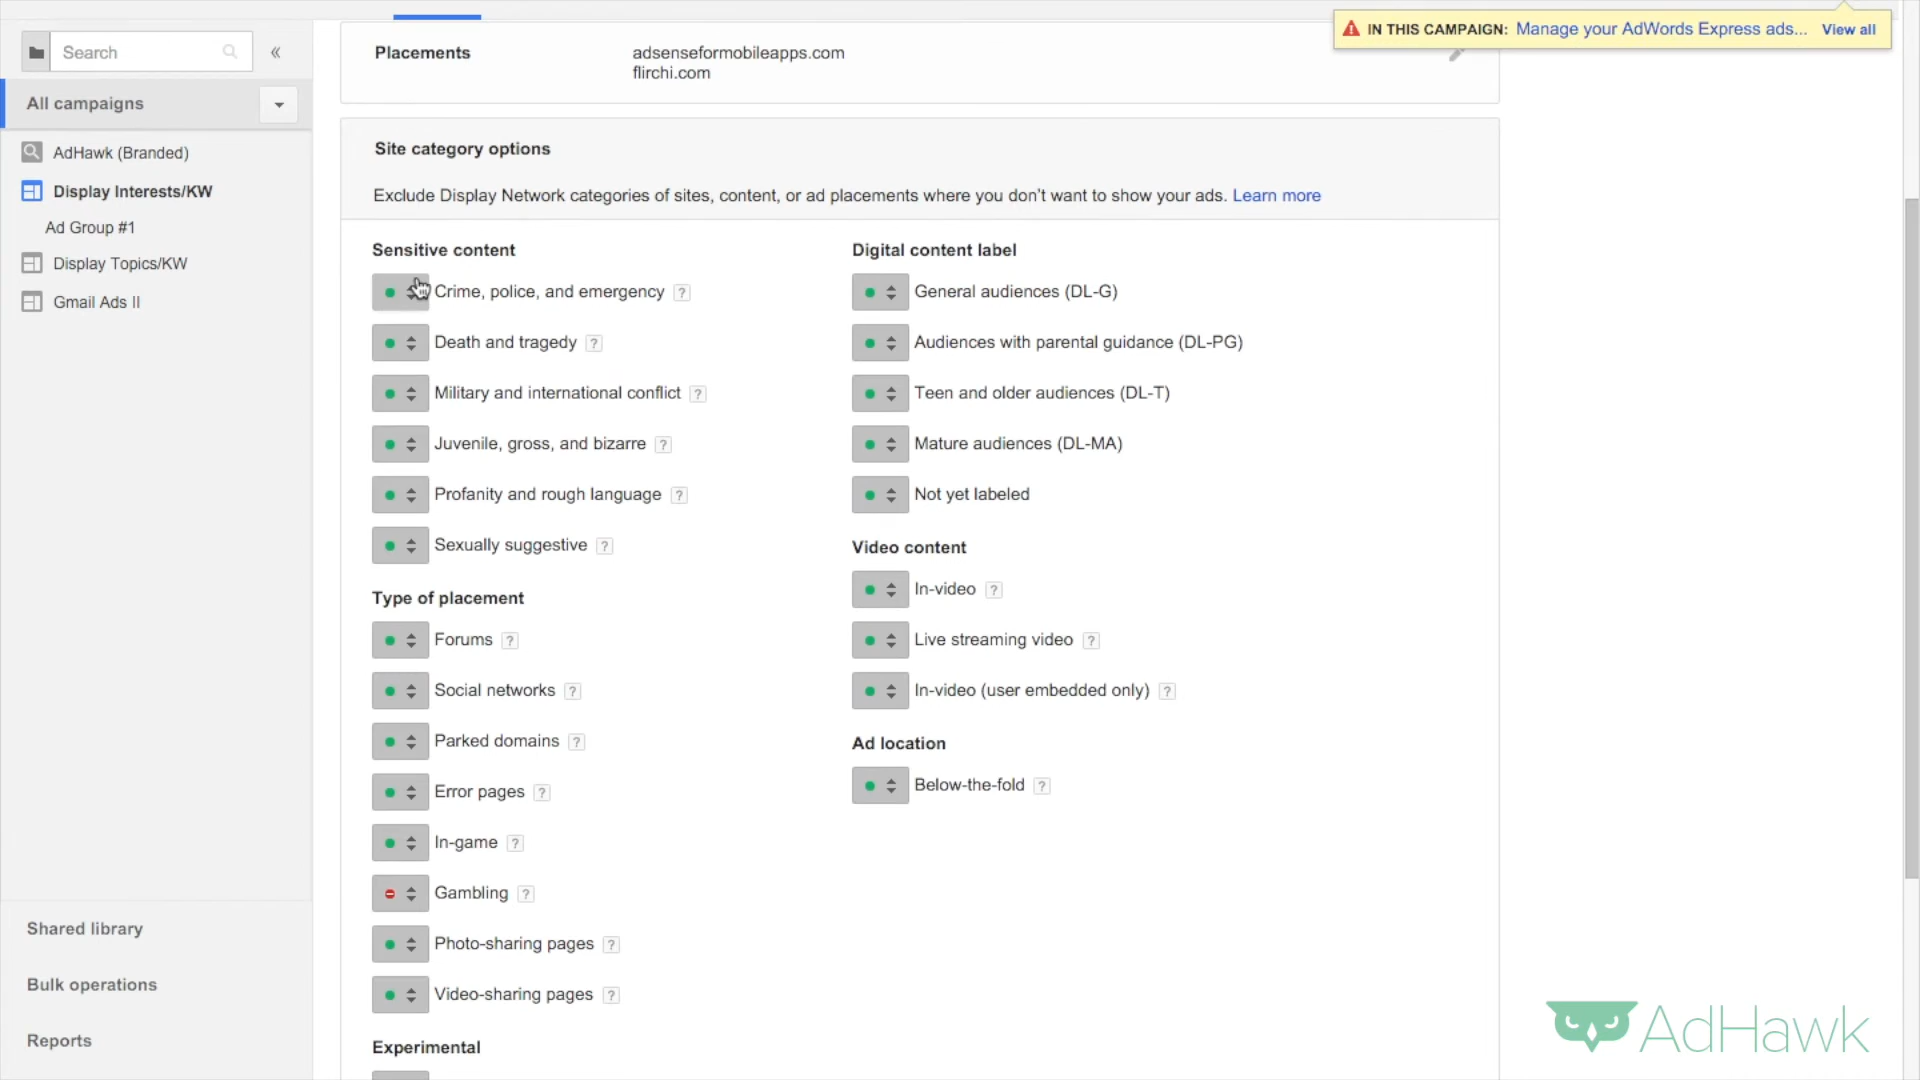 IN THIS CAMPAIGN: Manage your AdWords Express ads... View all
Search
«
All campaigns
AdHawk (Branded)
Display Interests/KW
Ad Group #1
Display Topics/KW
Gmail Ads II
Shared library
Bulk operations
Reports
Placements
adsenseformobileapps.com
flirchi.com
Site category options
Exclude Display Network categories of sites, content, or ad placements where you don't want to show your ads. Learn more
Sensitive content
Crime, police, and emergency ?
Death and tragedy ?
Military and international conflict ?
Juvenile, gross, and bizarre ?
Profanity and rough language ?
Sexually suggestive ?
Type of placement
Forums ?
Social networks ?
Parked domains ?
Error pages ?
In-game ?
Gambling ?
Photo-sharing pages ?
Video-sharing pages ?
Experimental
Digital content label
General audiences (DL-G)
Audiences with parental guidance (DL-PG)
Teen and older audiences (DL-T)
Mature audiences (DL-MA)
Not yet labeled
Video content
In-video ?
Live streaming video ?
In-video (user embedded only) ?
Ad location
Below-the-fold ?
AdHawk